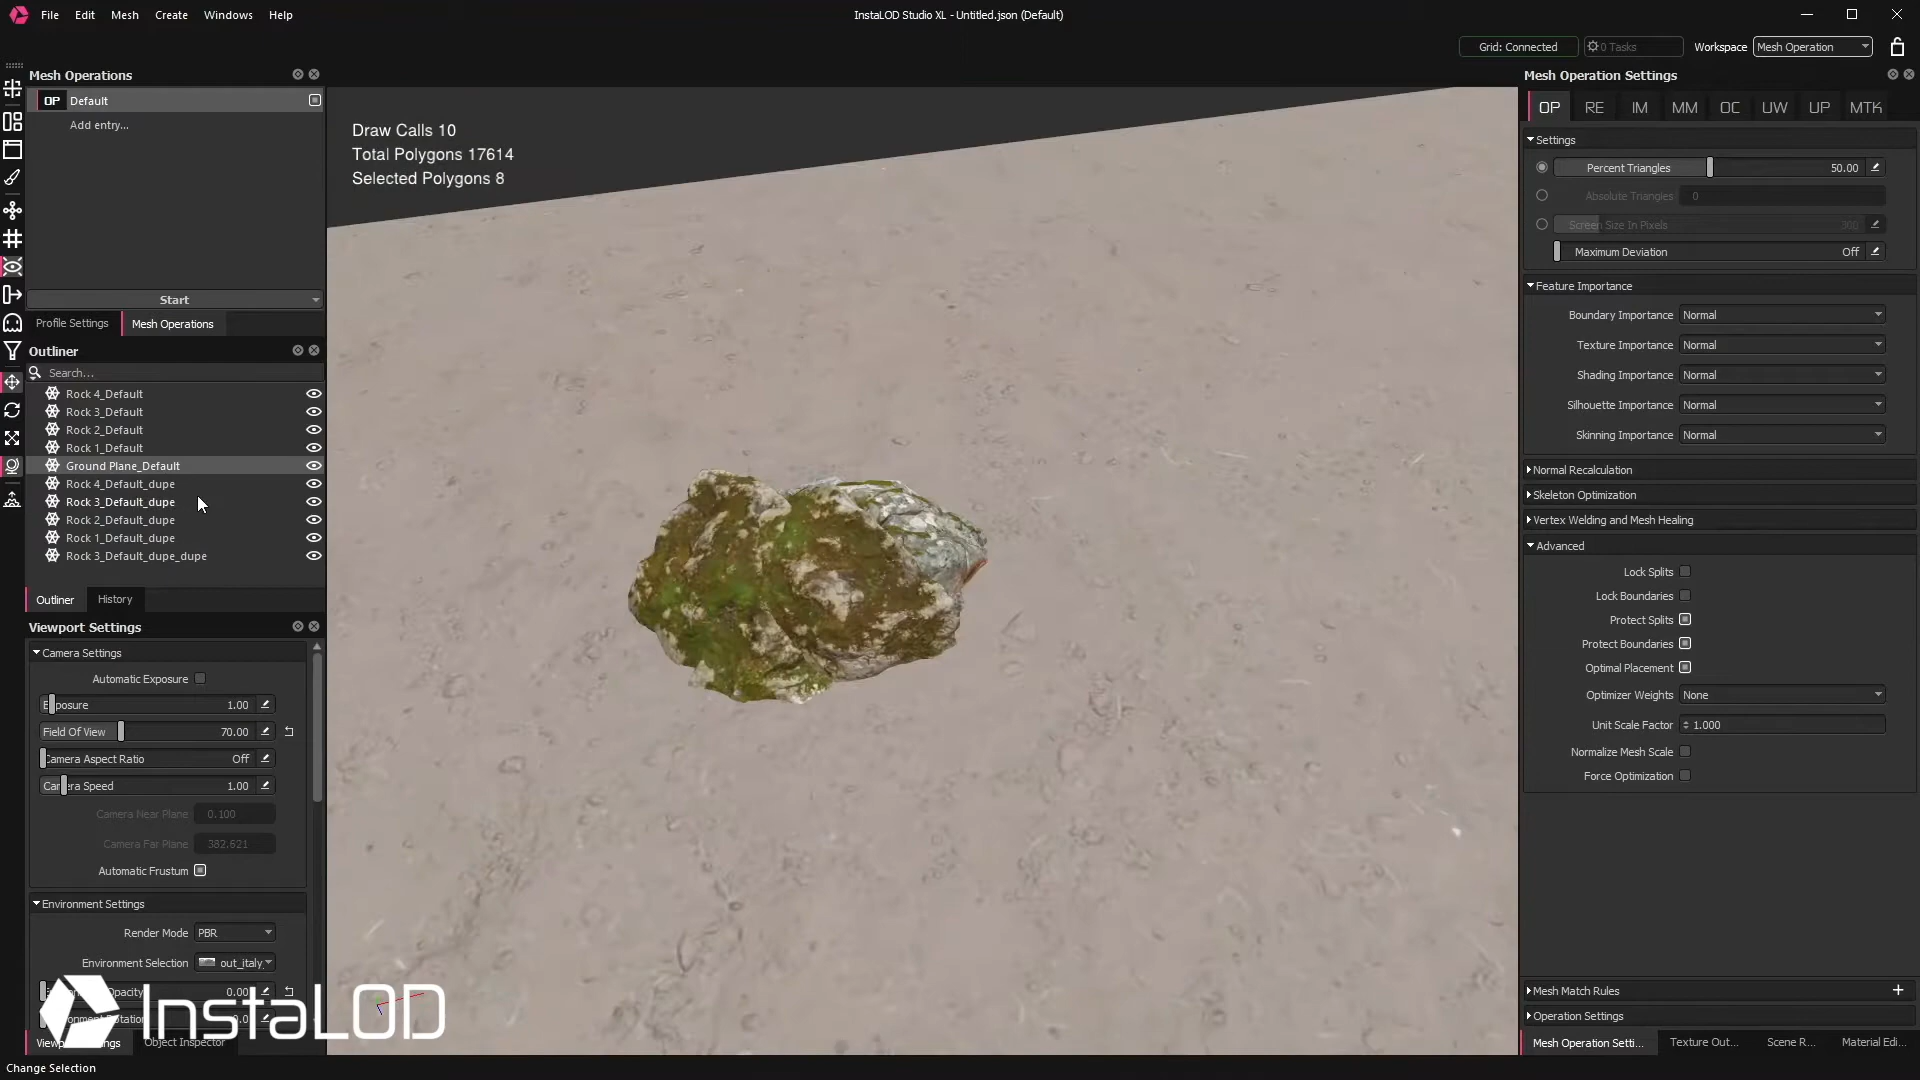 File Edit Mesh Create Windows Help
InstaLOD Studio XL - Untitled.json (Default)
Grid: Connected
0 Tasks
Workspace Mesh Operation
Mesh Operations
OP Default
Add entry...
Start
Profile Settings Mesh Operations
Outliner
Search...
Rock 4_Default
Rock 3_Default
Rock 2_Default
Rock 1_Default
Ground Plane_Default
Rock 4_Default_dupe
Rock 3_Default_dupe
Rock 2_Default_dupe
Rock 1_Default_dupe
Rock 3_Default_dupe_dupe
Outliner History
Viewport Settings
Camera Settings
Automatic Exposure
Exposure 1.00
Field Of View 70.00
Camera Aspect Ratio Off
Camera Speed 1.00
Camera Near Plane 0.100
Camera Far Plane 382.621
Automatic Frustum
Environment Settings
Render Mode PBR
Environment Selection out_italy
Opacity 0.00
InstaLOD
Object Inspector
Change Selection
Draw Calls 10
Total Polygons 17614
Selected Polygons 8
Mesh Operation Settings
OP RE IM MM OC UW UP MTK
Settings
Percent Triangles 50.00
Absolute Triangles 0
Screen Size In Pixels 300
Maximum Deviation Off
Feature Importance
Boundary Importance Normal
Texture Importance Normal
Shading Importance Normal
Silhouette Importance Normal
Skinning Importance Normal
Normal Recalculation
Skeleton Optimization
Vertex Welding and Mesh Healing
Advanced
Lock Splits
Lock Boundaries
Protect Splits
Protect Boundaries
Optimal Placement
Optimizer Weights None
Unit Scale Factor 1.000
Normalize Mesh Scale
Force Optimization
Mesh Match Rules
Operation Settings
Mesh Operation Setti... Texture Out... Scene R... Material Edi...